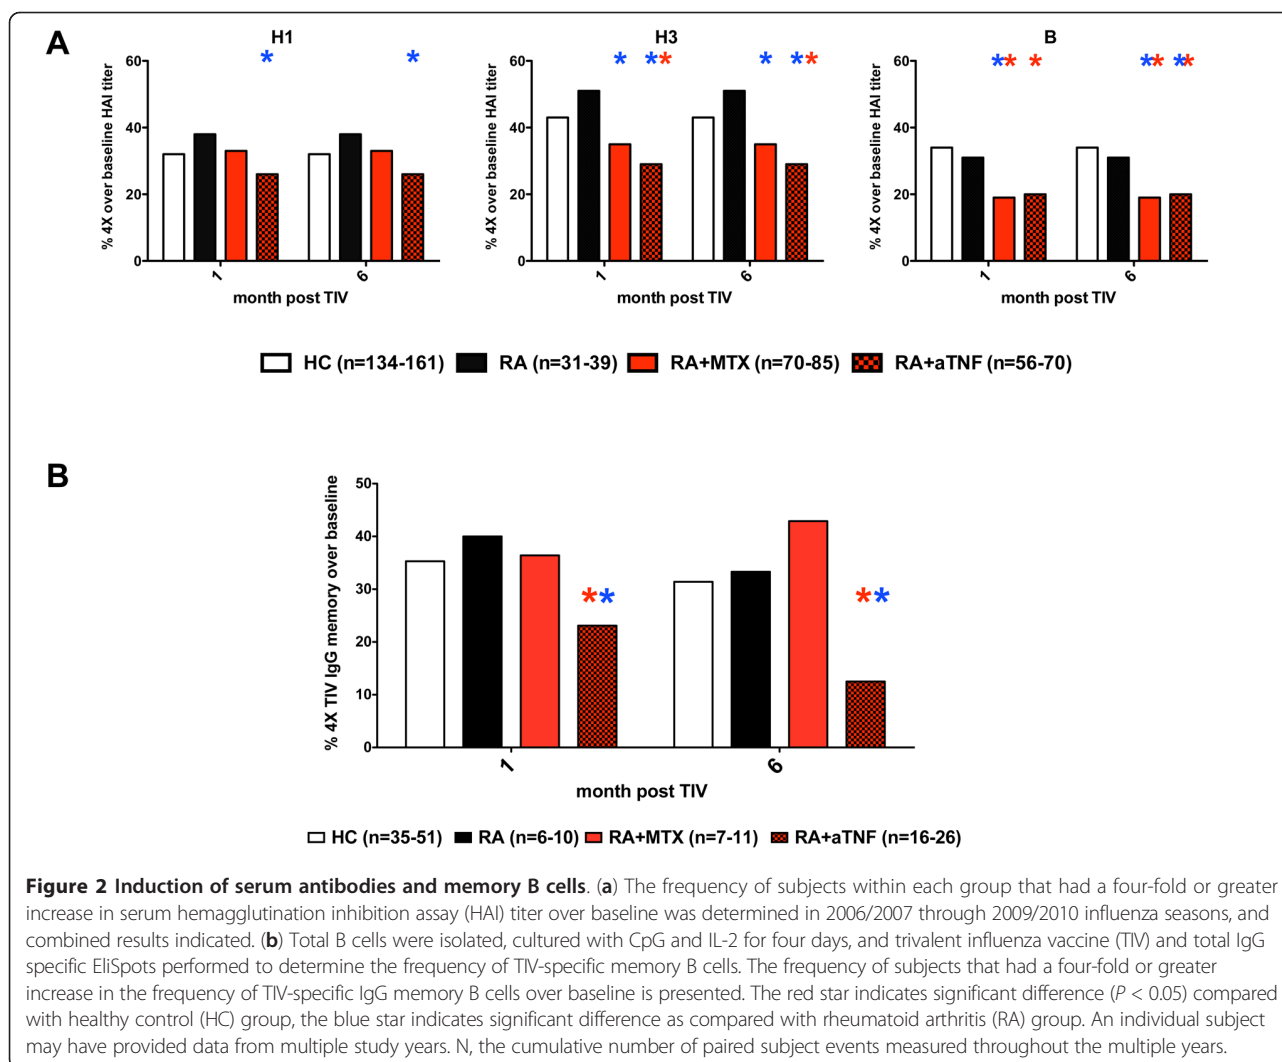 A
H1
H3
B
% 4X over baseline HAI titer
60
40
20
0
1
6
month post TIV
% 4X over baseline HAI titer
60
40
20
0
1
6
month post TIV
% 4X over baseline HAI titer
60
40
20
0
1
6
month post TIV
HC (n=134-161) RA (n=31-39) RA+MTX (n=70-85) RA+aTNF (n=56-70)
B
% 4X TIV IgG memory over baseline
50
40
30
20
10
0
1
6
month post TIV
HC (n=35-51) RA (n=6-10) RA+MTX (n=7-11) RA+aTNF (n=16-26)
Figure 2 Induction of serum antibodies and memory B cells. (a) The frequency of subjects within each group that had a four-fold or greater
increase in serum hemagglutination inhibition assay (HAI) titer over baseline was determined in 2006/2007 through 2009/2010 influenza seasons, and
combined results indicated. (b) Total B cells were isolated, cultured with CpG and IL-2 for four days, and trivalent influenza vaccine (TIV) and total IgG
specific EliSpots performed to determine the frequency of TIV-specific memory B cells. The frequency of subjects that had a four-fold or greater
increase in the frequency of TIV-specific IgG memory B cells over baseline is presented. The red star indicates significant difference (P < 0.05) compared
with healthy control (HC) group, the blue star indicates significant difference as compared with rheumatoid arthritis (RA) group. An individual subject
may have provided data from multiple study years. N, the cumulative number of paired subject events measured throughout the multiple years.